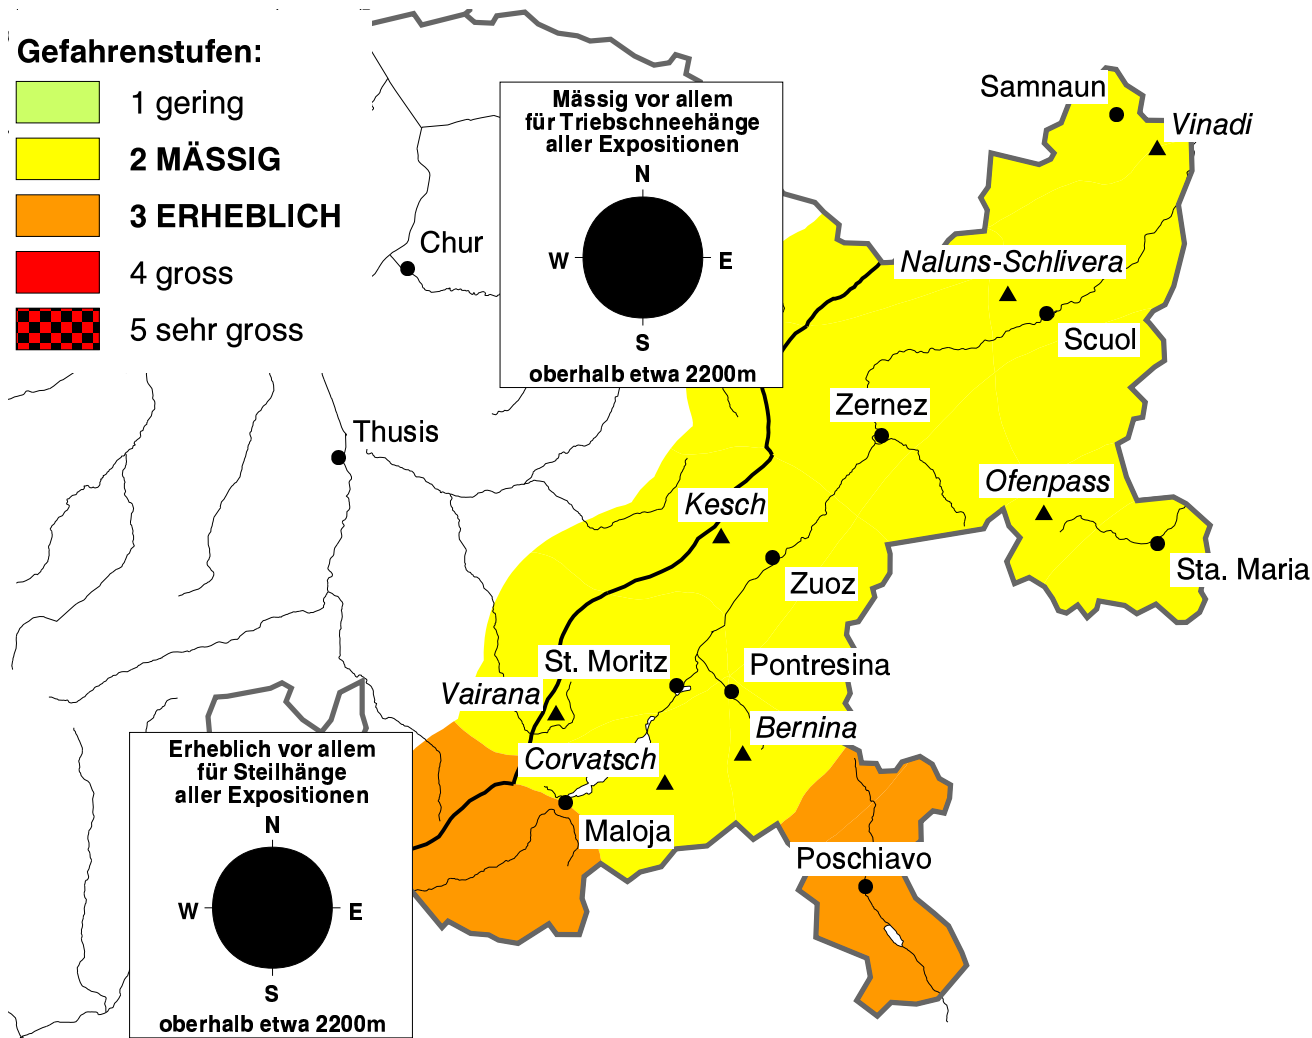 Gefahrenstufen:
1 gering
2 MÄSSIG
3 ERHEBLICH
4 gross
5 sehr gross
Mässig vor allem
für Triebschneehänge
aller Expositionen
N
W
E
S
oberhalb etwa 2200m
Samnaun
Vinadi
Chur
Naluns-Schlivera
Scuol
Zernez
Thusis
Ofenpass
Kesch
Sta. Maria
Zuoz
St. Moritz
Pontresina
Vairana
Bernina
Corvatsch
Maloja
Poschiavo
Erheblich vor allem
für Steilhänge
aller Expositionen
N
W
E
S
oberhalb etwa 2200m